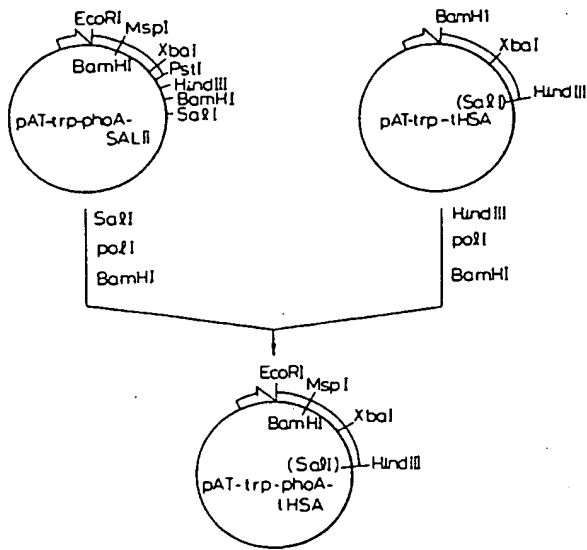 EcoRI
MspI
BamHI
XbaI
PstI
HindIII
BamHI
SalI
pAT-trp-phoA-
SALII
BamHI
XbaI
(SalI)
HindIII
pAT-trp-tHSA
SalI
polI
BamHI
HindIII
polI
BamHI
EcoRI
MspI
BamHI
XbaI
(SalI)
HindIII
pAT-trp-phoA-
tHSA